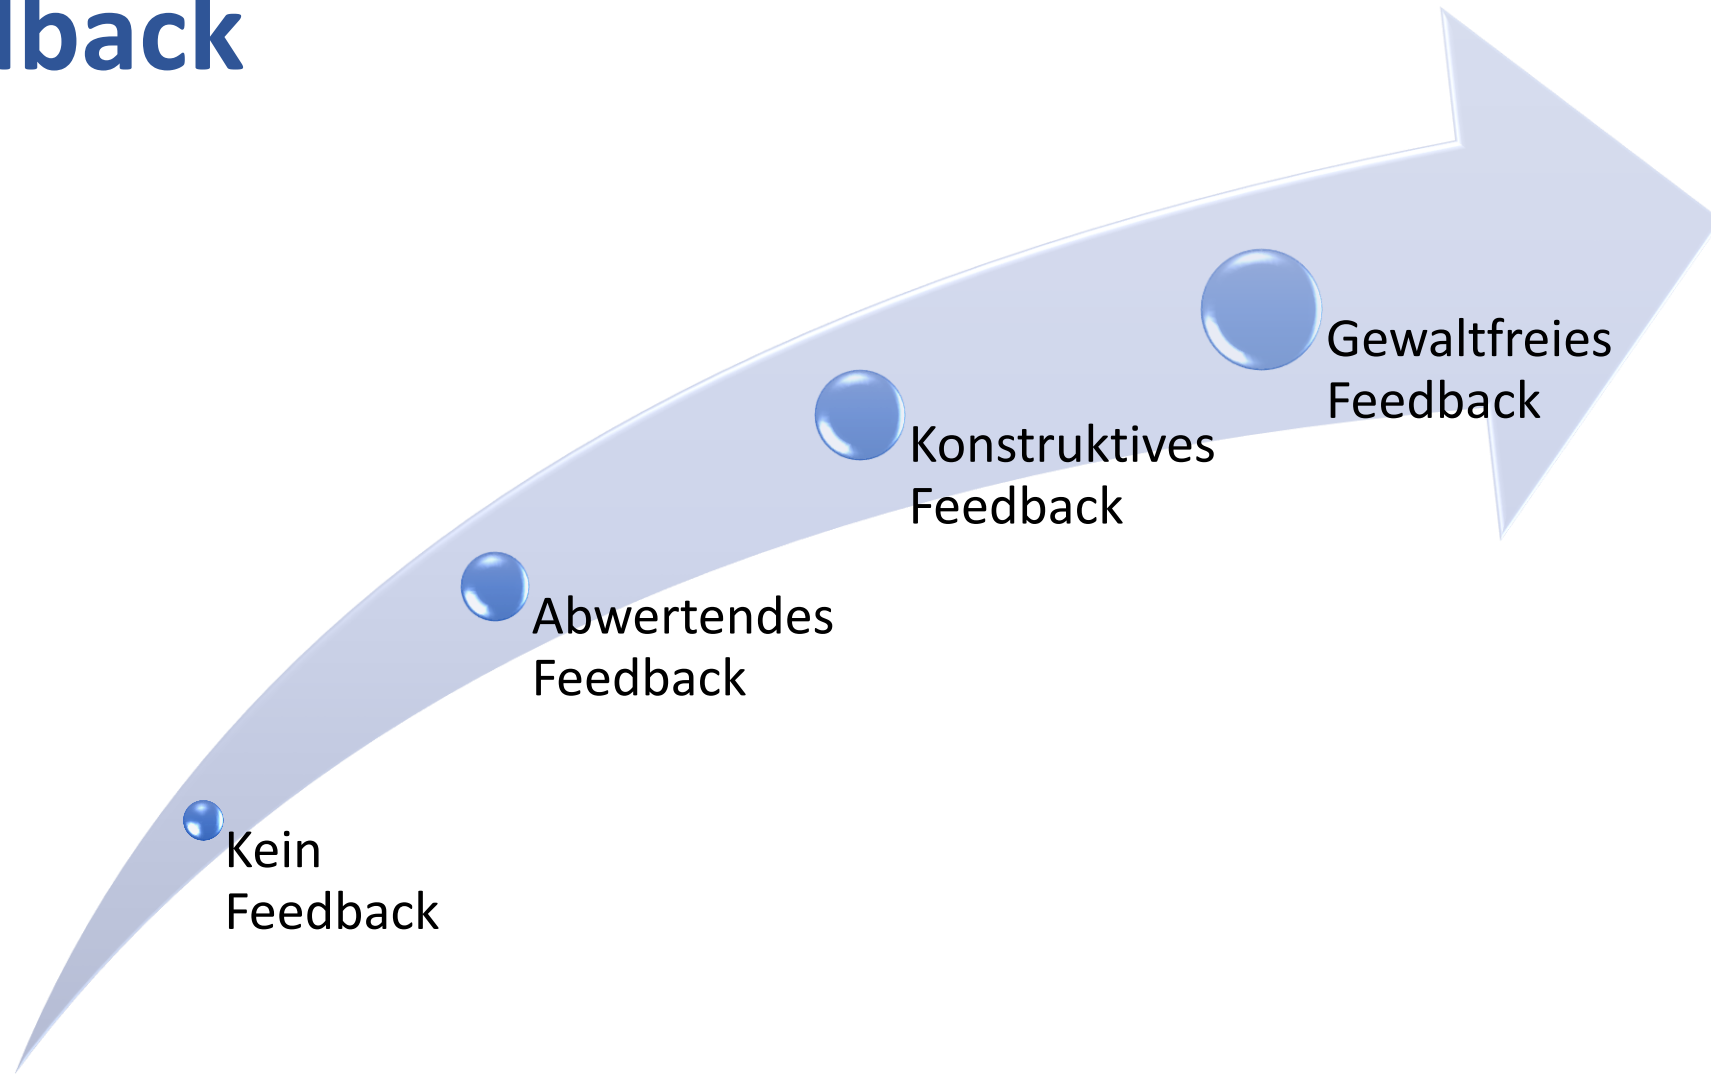 lback
Gewaltfreies
Feedback
Konstruktives
Feedback
Abwertendes
Feedback
Kein
Feedback